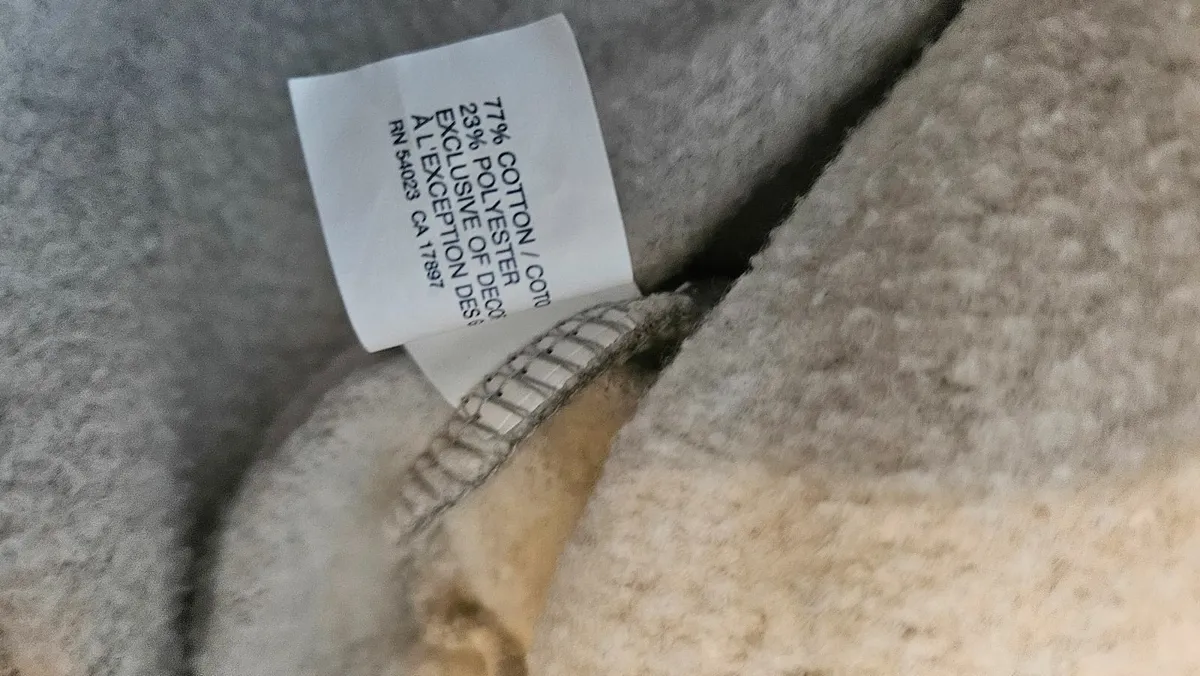 77% COTTON / COTO
23% POLYESTER
EXCLUSIVE OF DECO
À L'EXCEPTION DES
RN 54023 CA 17897